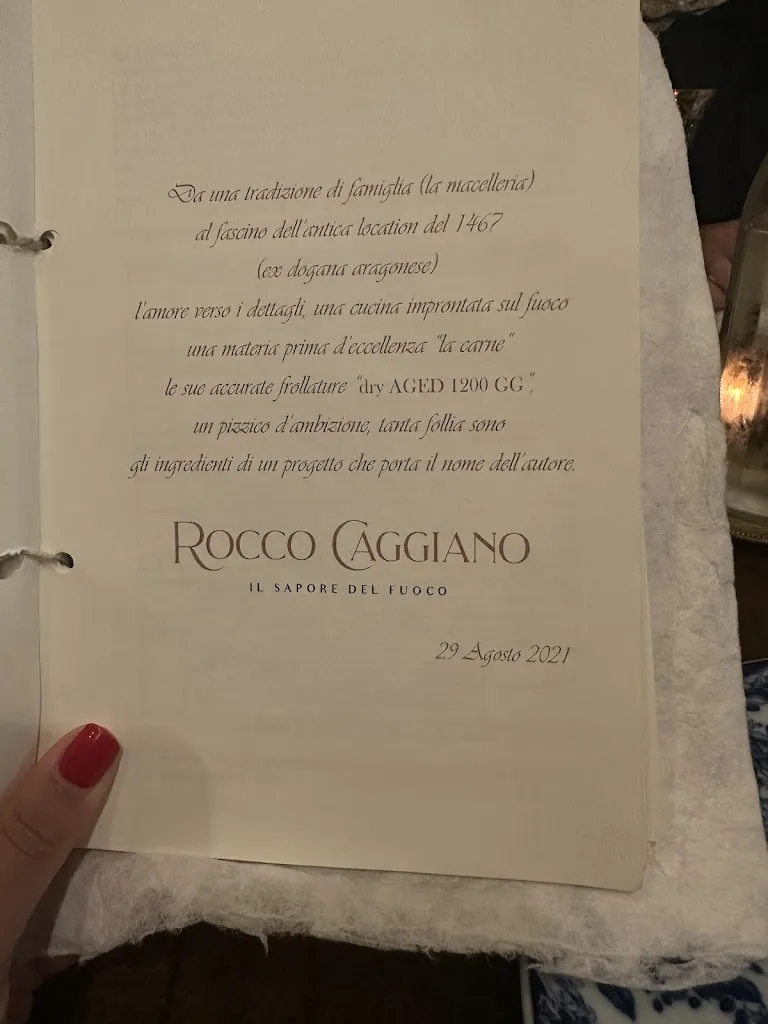 Da una tradizione di famiglia (la macelleria)
al fascino dell'antica location del 1467
(ex dogana aragonese)
l'amore verso i dettagli, una cucina improntata sul fuoco
una materia prima d'eccellenza "la carne"
le sue accurate frollature "dry AGED 1200 GG",
un pizzico d'ambizione, tanta follia sono
gli ingredienti di un progetto che porta il nome dell'autore.
ROCCO CAGGIANO
IL SAPORE DEL FUOCO
29 Agosto 2021